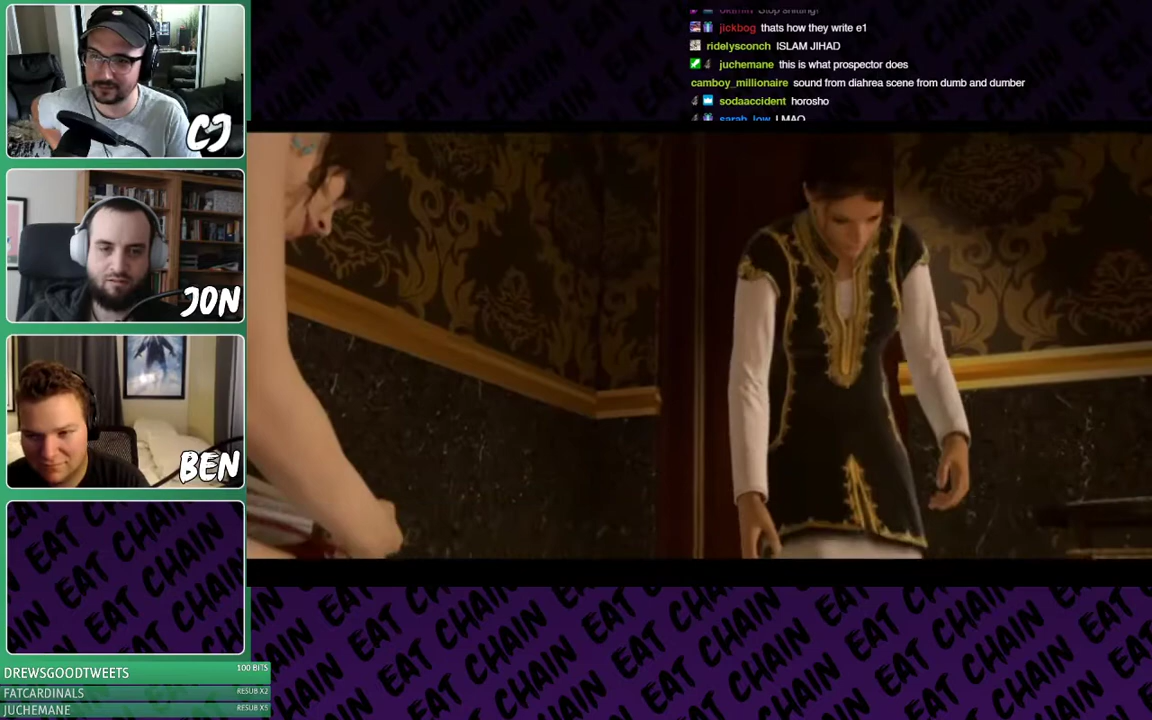 jickbog thats how they write e1
ridelysconch ISLAM JIHAD
juchemane this is what prospector does
camboy_millionaire sound from diahrea scene from dumb and dumber
sodaaccident horosho
sarah_low LMAO
CJ
JON
BEN
EAT CHAIN
DREWSGOODTWEETS 100 BITS
FATCARDINALS RESUB X2
JUCHEMANE RESUB X5